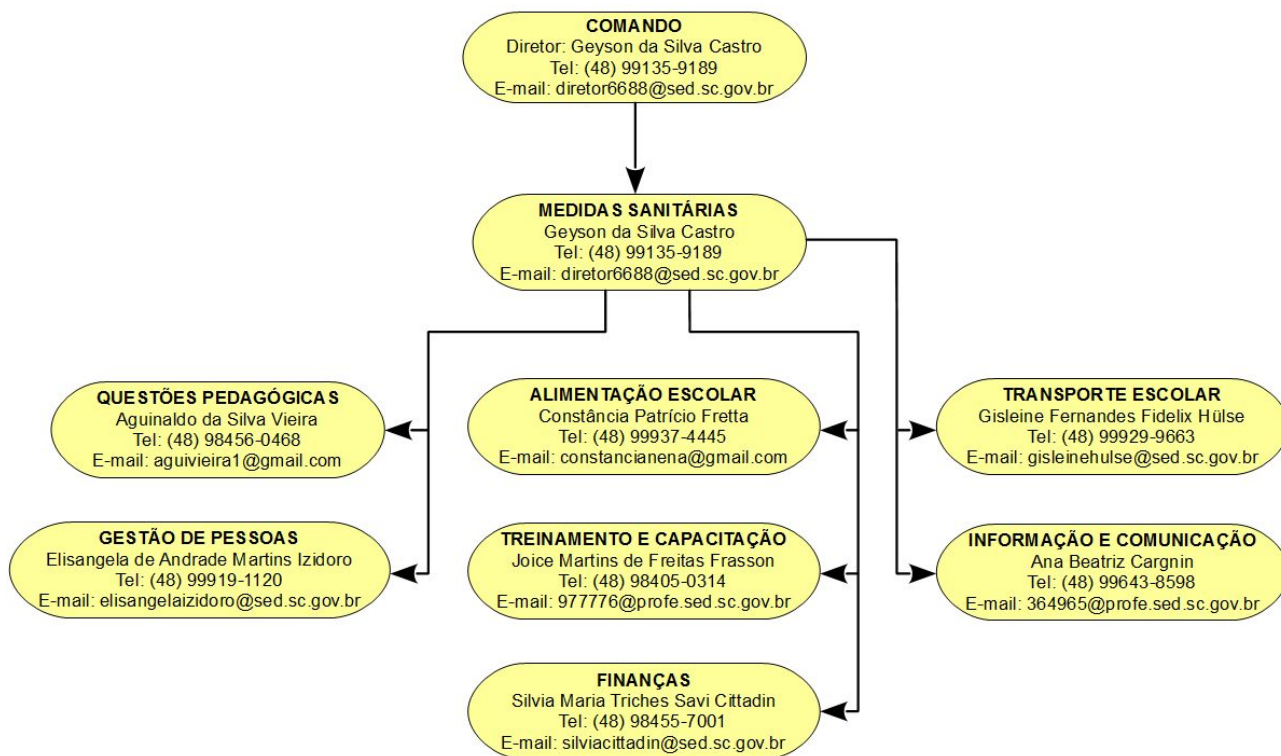 COMANDO
Diretor: Geyson da Silva Castro
Tel: (48) 99135-9189
E-mail: diretor6688@sed.sc.gov.br
MEDIDAS SANITÁRIAS
Geyson da Silva Castro
Tel: (48) 99135-9189
E-mail: diretor6688@sed.sc.gov.br
QUESTÕES PEDAGÓGICAS
Aguinaldo da Silva Vieira
Tel: (48) 98456-0468
E-mail: aguivieira1@gmail.com
ALIMENTAÇÃO ESCOLAR
Constância Patrício Fretta
Tel: (48) 99937-4445
E-mail: constancianena@gmail.com
TRANSPORTE ESCOLAR
Gisleine Fernandes Fidelix Hülse
Tel: (48) 99929-9663
E-mail: gisleinehulse@sed.sc.gov.br
GESTÃO DE PESSOAS
Elisangela de Andrade Martins Izidoro
Tel: (48) 99919-1120
E-mail: elisangelaizidoro@sed.sc.gov.br
TREINAMENTO E CAPACITAÇÃO
Joice Martins de Freitas Frasson
Tel: (48) 98405-0314
E-mail: 977776@profe.sed.sc.gov.br
INFORMAÇÃO E COMUNICAÇÃO
Ana Beatriz Cargnin
Tel: (48) 99643-8598
E-mail: 364965@profe.sed.sc.gov.br
FINANÇAS
Silvia Maria Triches Savi Cittadin
Tel: (48) 98455-7001
E-mail: silviacittadin@sed.sc.gov.br